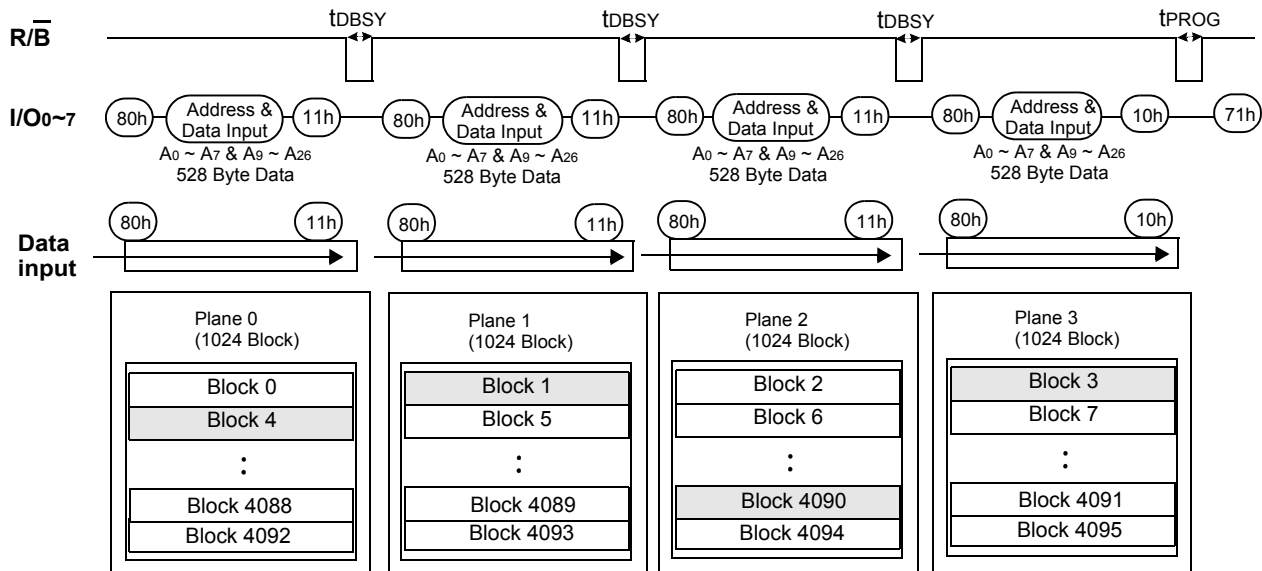 tDBSY tDBSY tDBSY tPROG
R/B
I/O0~7 80h Address & Data Input 11h 80h Address & Data Input 11h 80h Address & Data Input 11h 80h Address & Data Input 10h 71h
A0 ~ A7 & A9 ~ A26 A0 ~ A7 & A9 ~ A26 A0 ~ A7 & A9 ~ A26 A0 ~ A7 & A9 ~ A26
528 Byte Data 528 Byte Data 528 Byte Data 528 Byte Data
80h 11h 80h 11h 80h 11h 80h 10h
Data
input
Plane 0
(1024 Block)
Block 0
Block 4
:
Block 4088
Block 4092
Plane 1
(1024 Block)
Block 1
Block 5
:
Block 4089
Block 4093
Plane 2
(1024 Block)
Block 2
Block 6
:
Block 4090
Block 4094
Plane 3
(1024 Block)
Block 3
Block 7
:
Block 4091
Block 4095